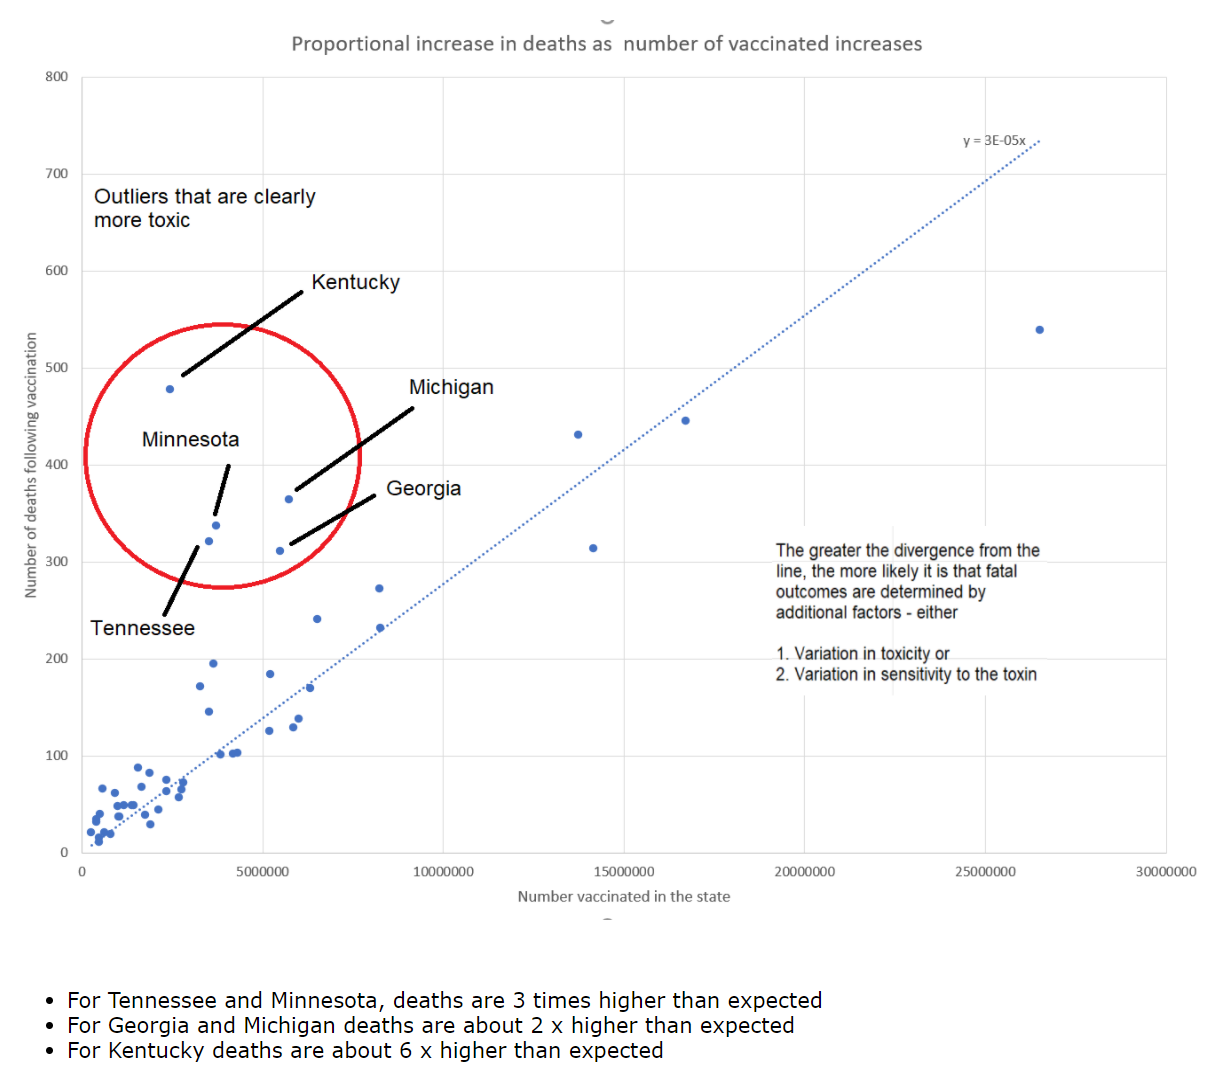 Proportional increase in deaths as number of vaccinated increases
800
700
600
500
400
300
200
100
0
Number of deaths following vaccination
y = 3E-05x
Outliers that are clearly
more toxic
Kentucky
Michigan
Minnesota
Georgia
Tennessee
The greater the divergence from the
line, the more likely it is that fatal
outcomes are determined by
additional factors - either
1. Variation in toxicity or
2. Variation in sensitivity to the toxin
0
5000000
10000000
15000000
20000000
25000000
30000000
Number vaccinated in the state
• For Tennessee and Minnesota, deaths are 3 times higher than expected
• For Georgia and Michigan deaths are about 2 x higher than expected
• For Kentucky deaths are about 6 x higher than expected